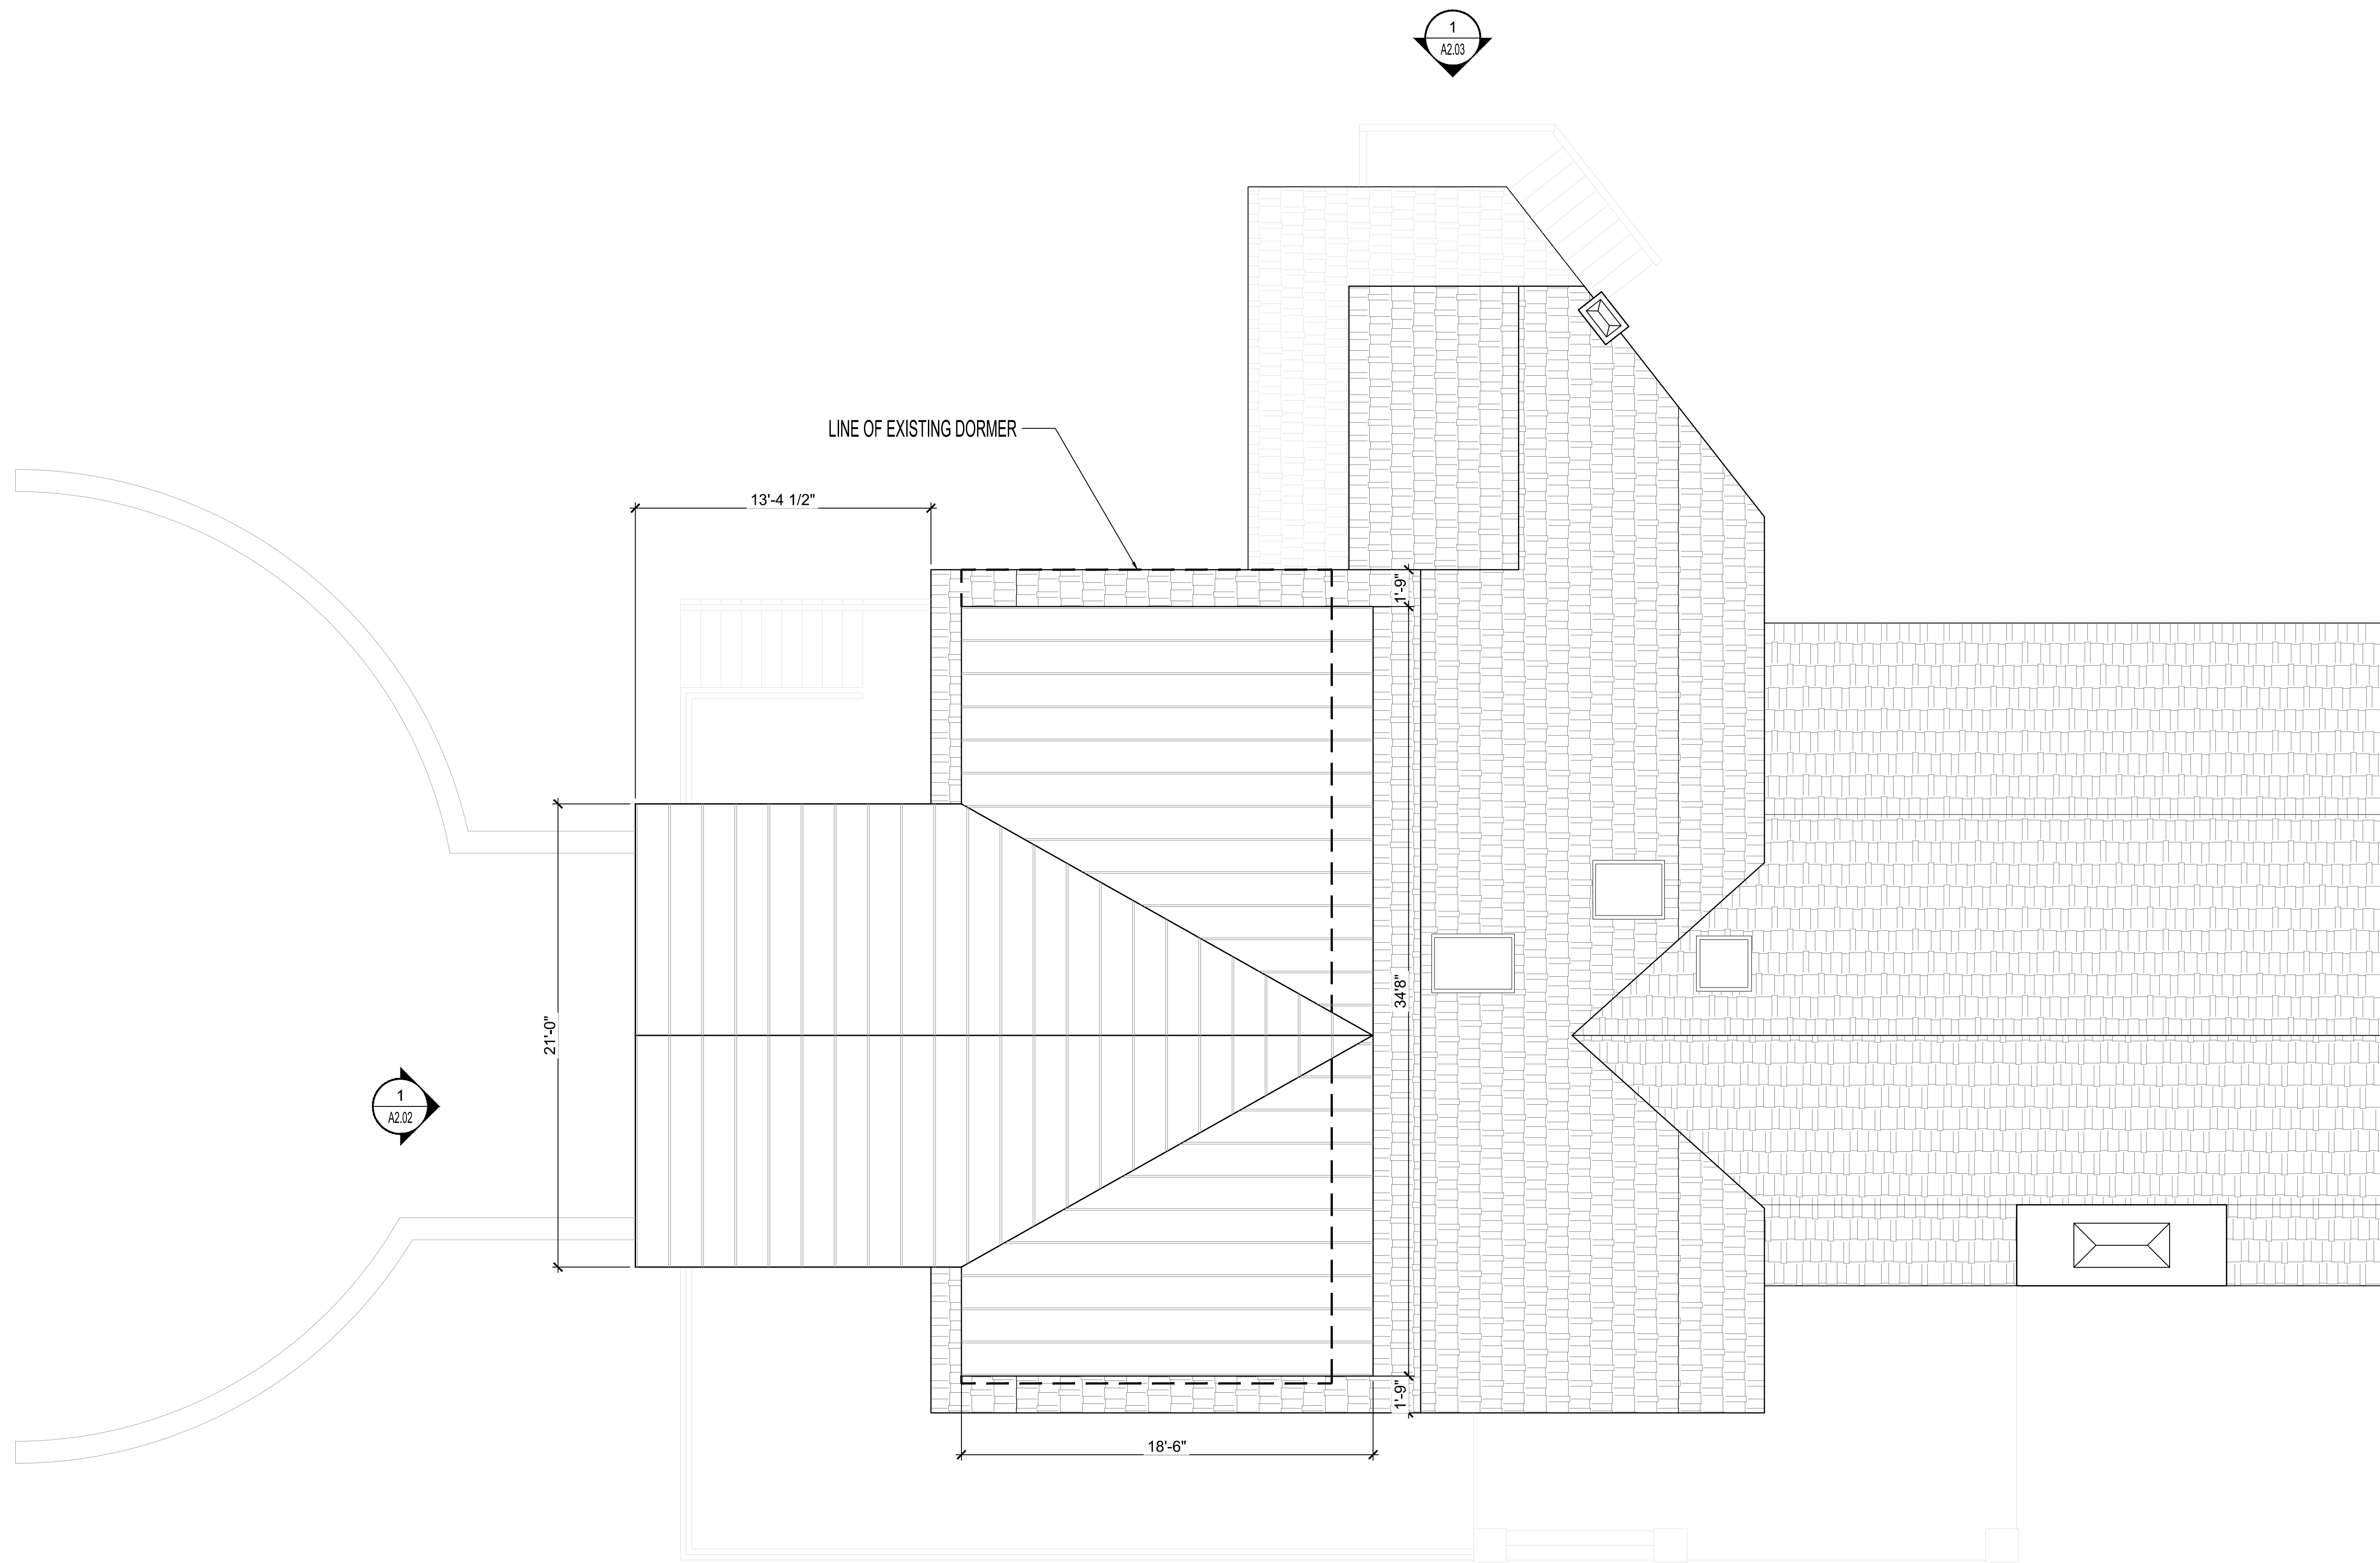 1
A2.03
LINE OF EXISTING DORMER
13'-4 1/2"
1'-9"
34'8"
21'-0"
1
A2.02
1'-9"
18'-6"